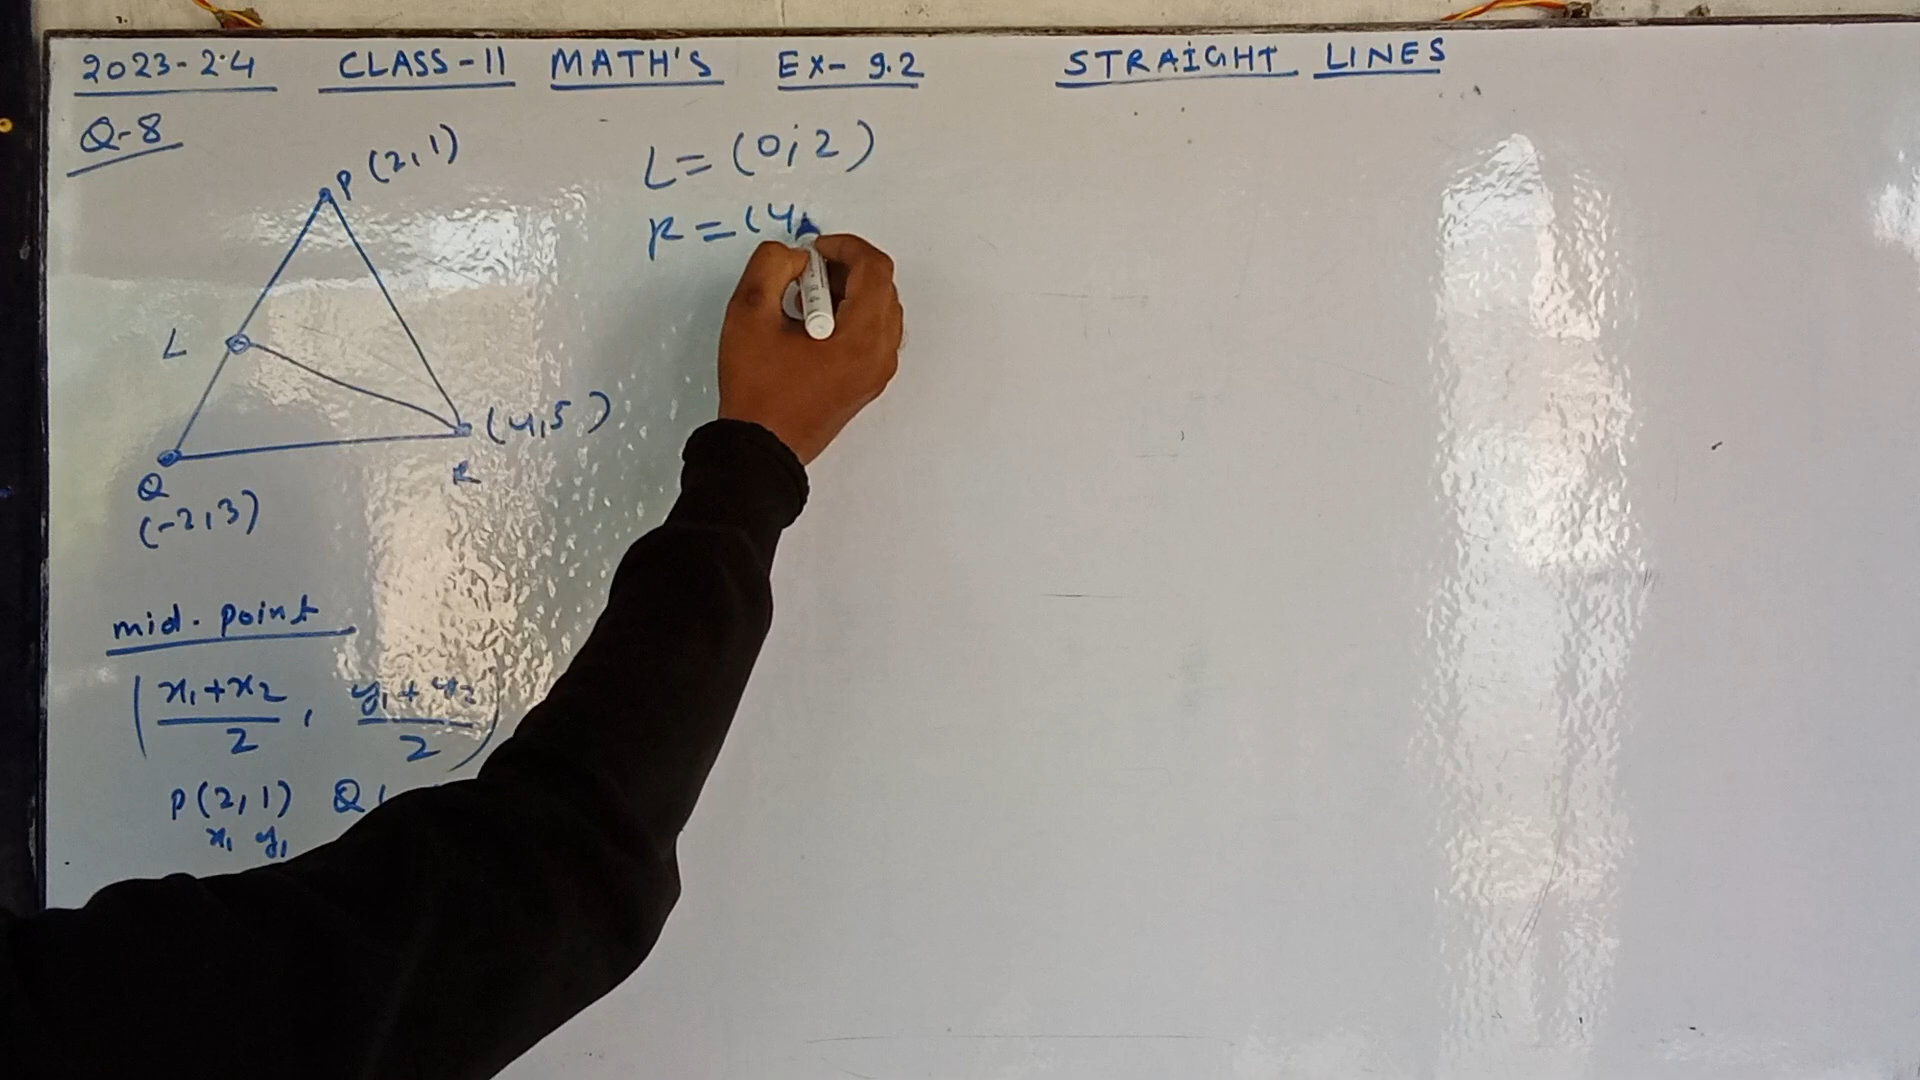 2023-24 CLASS-11 MATH'S EX- 9.2 STRAIGHT LINES
Q-8
P (2,1)
L = (0,2)
R = (4,
L
(4,5)
Q
R
(-2,3)
mid. point
(x₁+x₂/2, y₁+y₂/2)
P(2,1) Q(
x₁ y₁